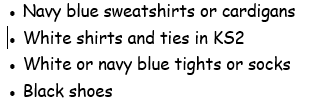 • Navy blue sweatshirts or cardigans
• White shirts and ties in KS2
• White or navy blue tights or socks
• Black shoes